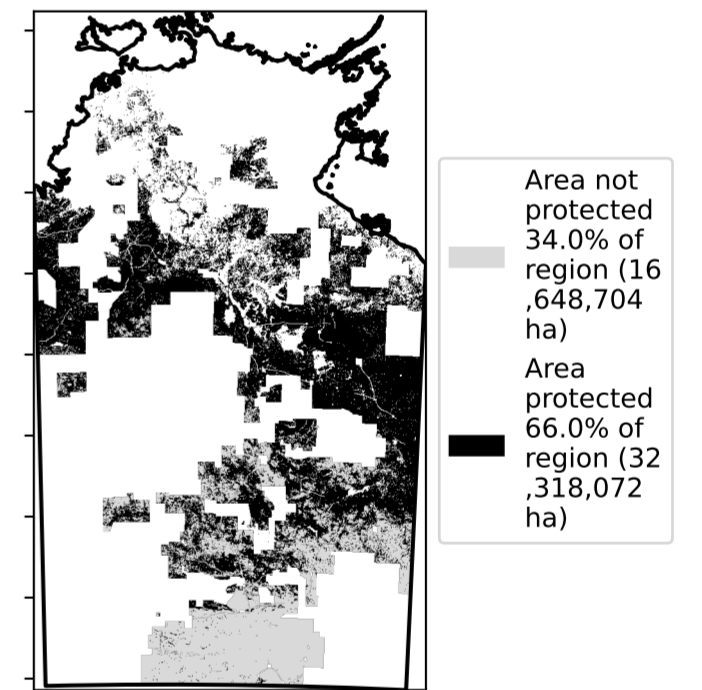 Area not
protected
34.0% of
region (16
,648,704
ha)
Area
protected
66.0% of
region (32
,318,072
ha)